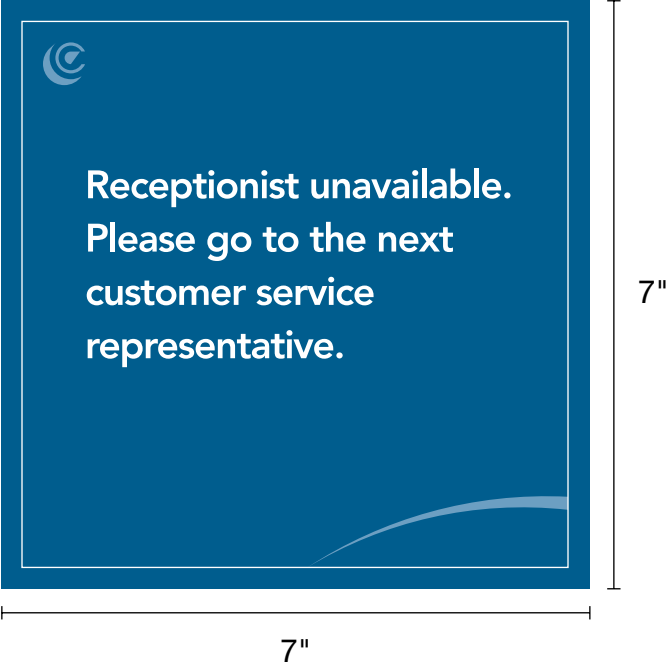 Receptionist unavailable.
Please go to the next
customer service
representative.
7"
7"